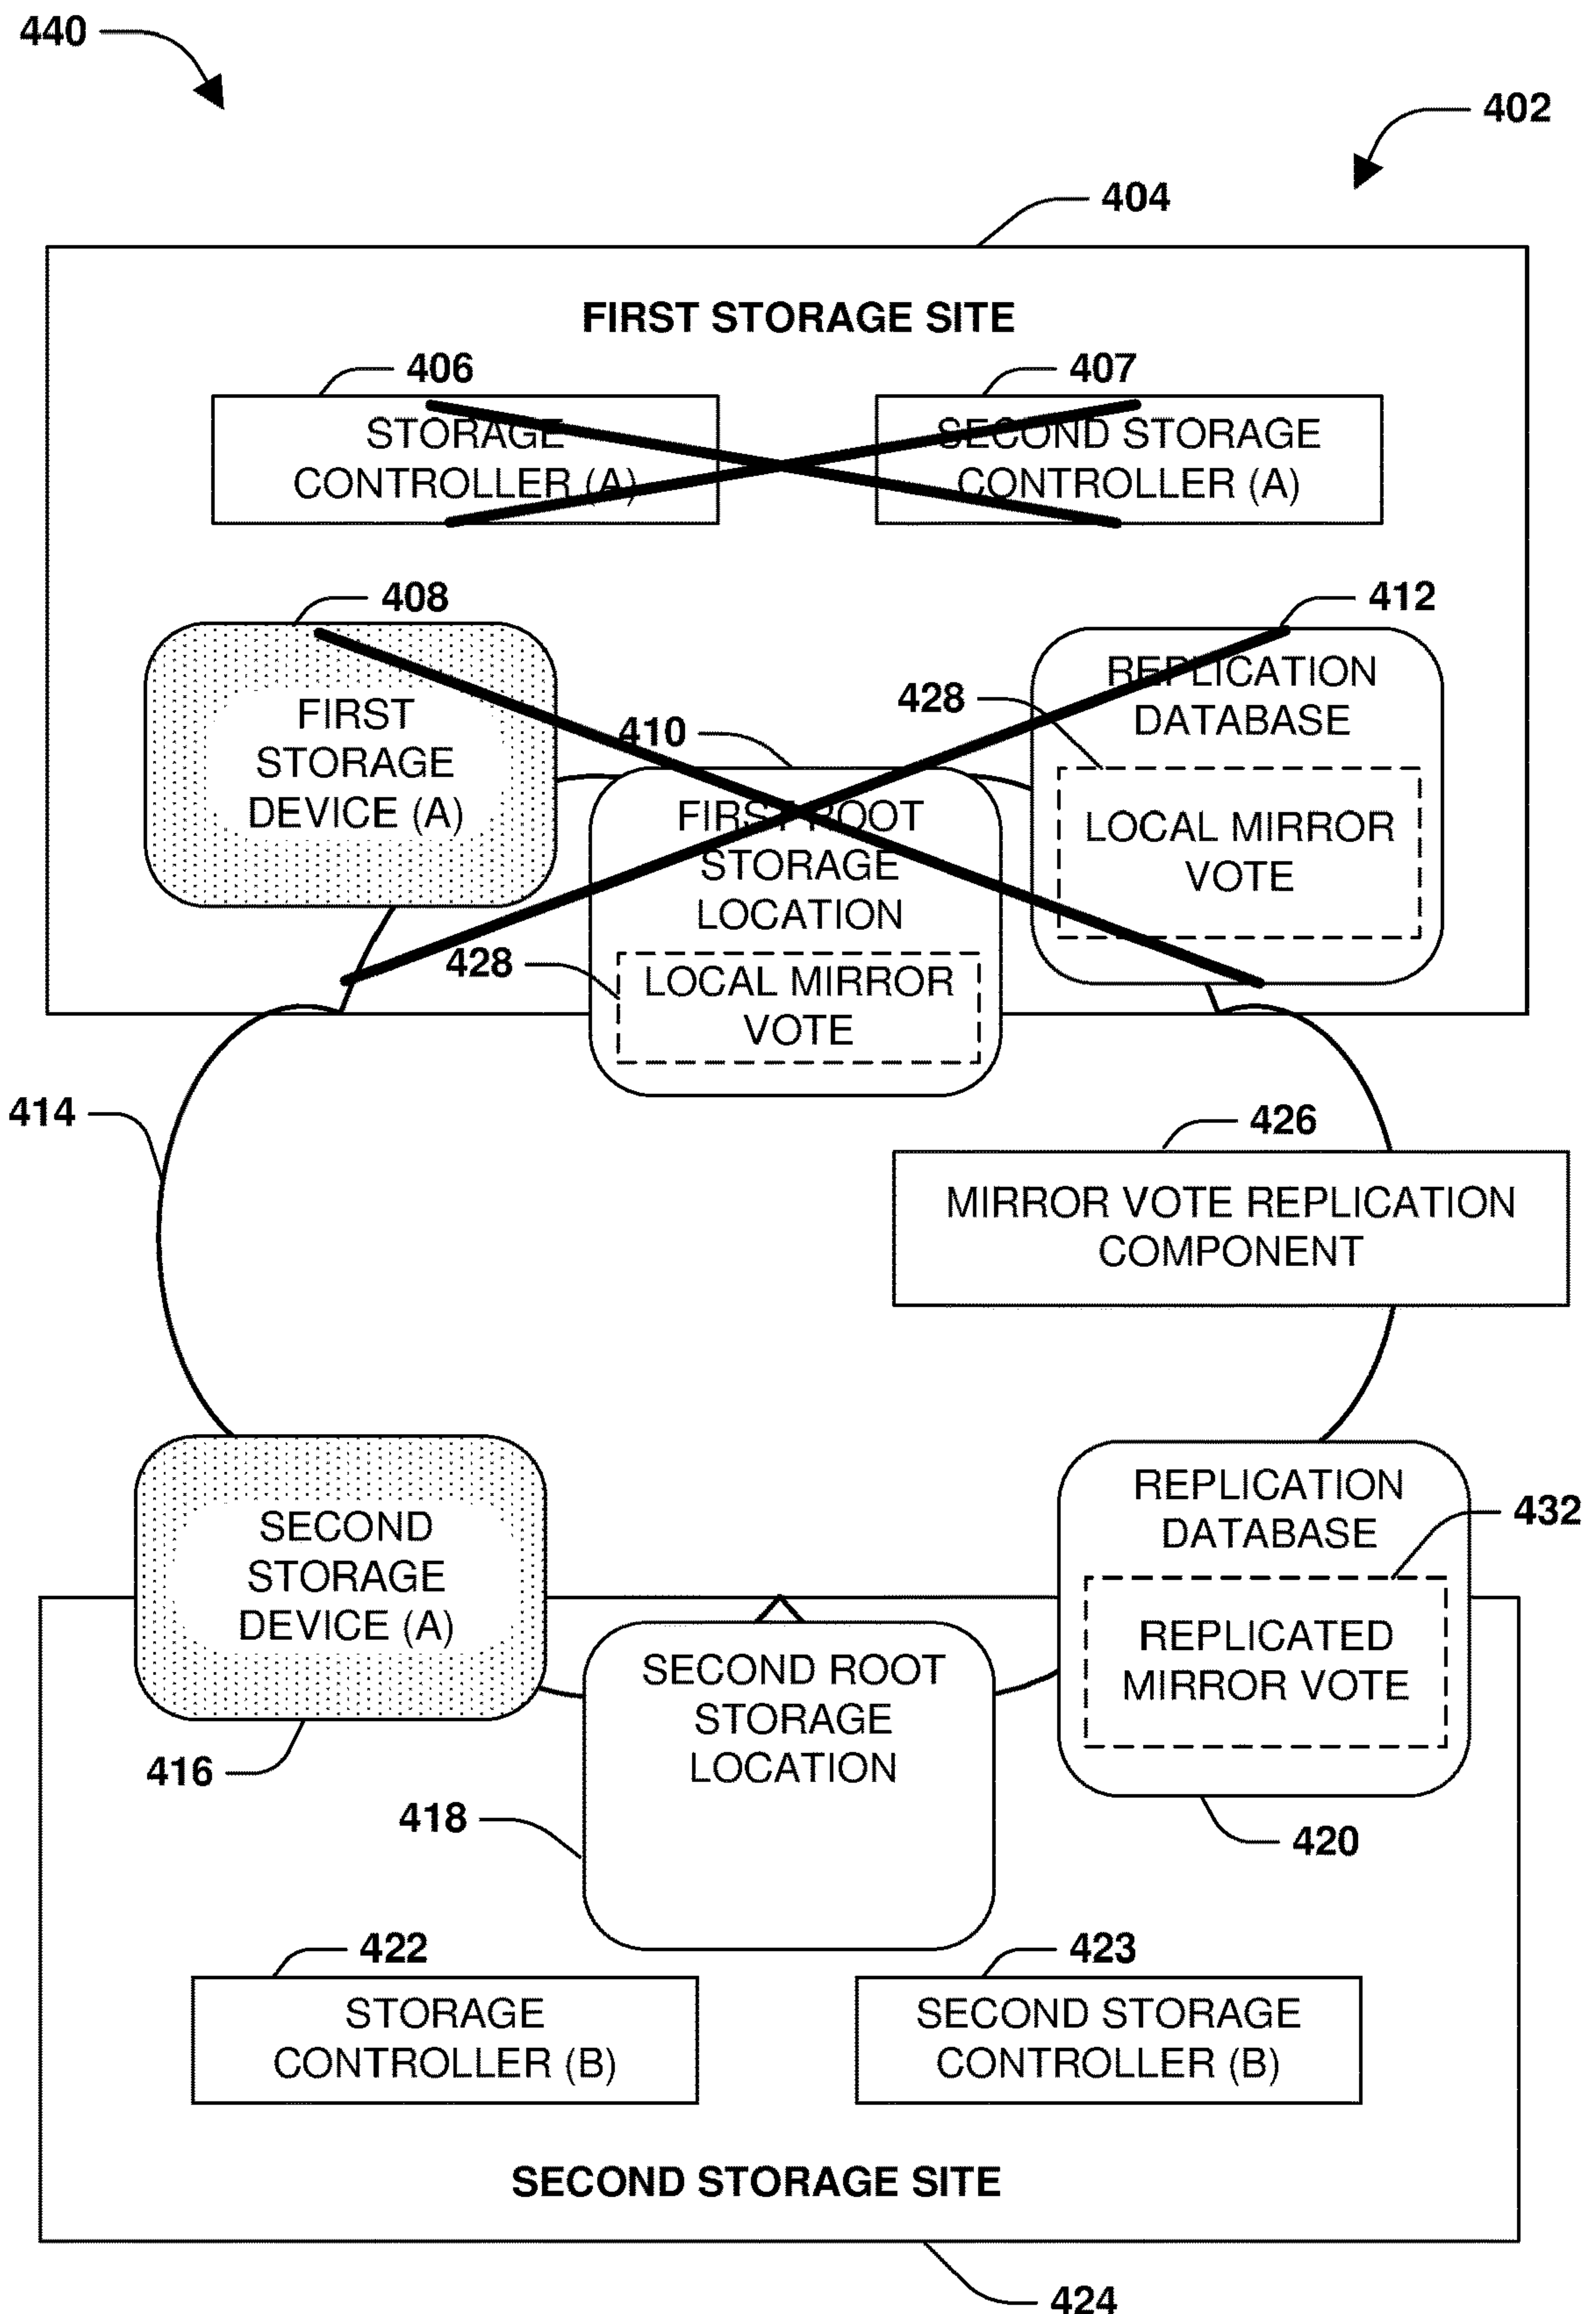 440
402
404
FIRST STORAGE SITE
406
407
STORAGE
CONTROLLER (A)
SECOND STORAGE
CONTROLLER (A)
408
412
FIRST
STORAGE
DEVICE (A)
410
428
REPLICATION
DATABASE
LOCAL MIRROR
VOTE
FIRST ROOT
STORAGE
LOCATION
428
LOCAL MIRROR
VOTE
414
426
MIRROR VOTE REPLICATION
COMPONENT
SECOND
STORAGE
DEVICE (A)
REPLICATION
DATABASE
432
REPLICATED
MIRROR VOTE
SECOND ROOT
STORAGE
LOCATION
416
418
420
422
423
STORAGE
CONTROLLER (B)
SECOND STORAGE
CONTROLLER (B)
SECOND STORAGE SITE
424